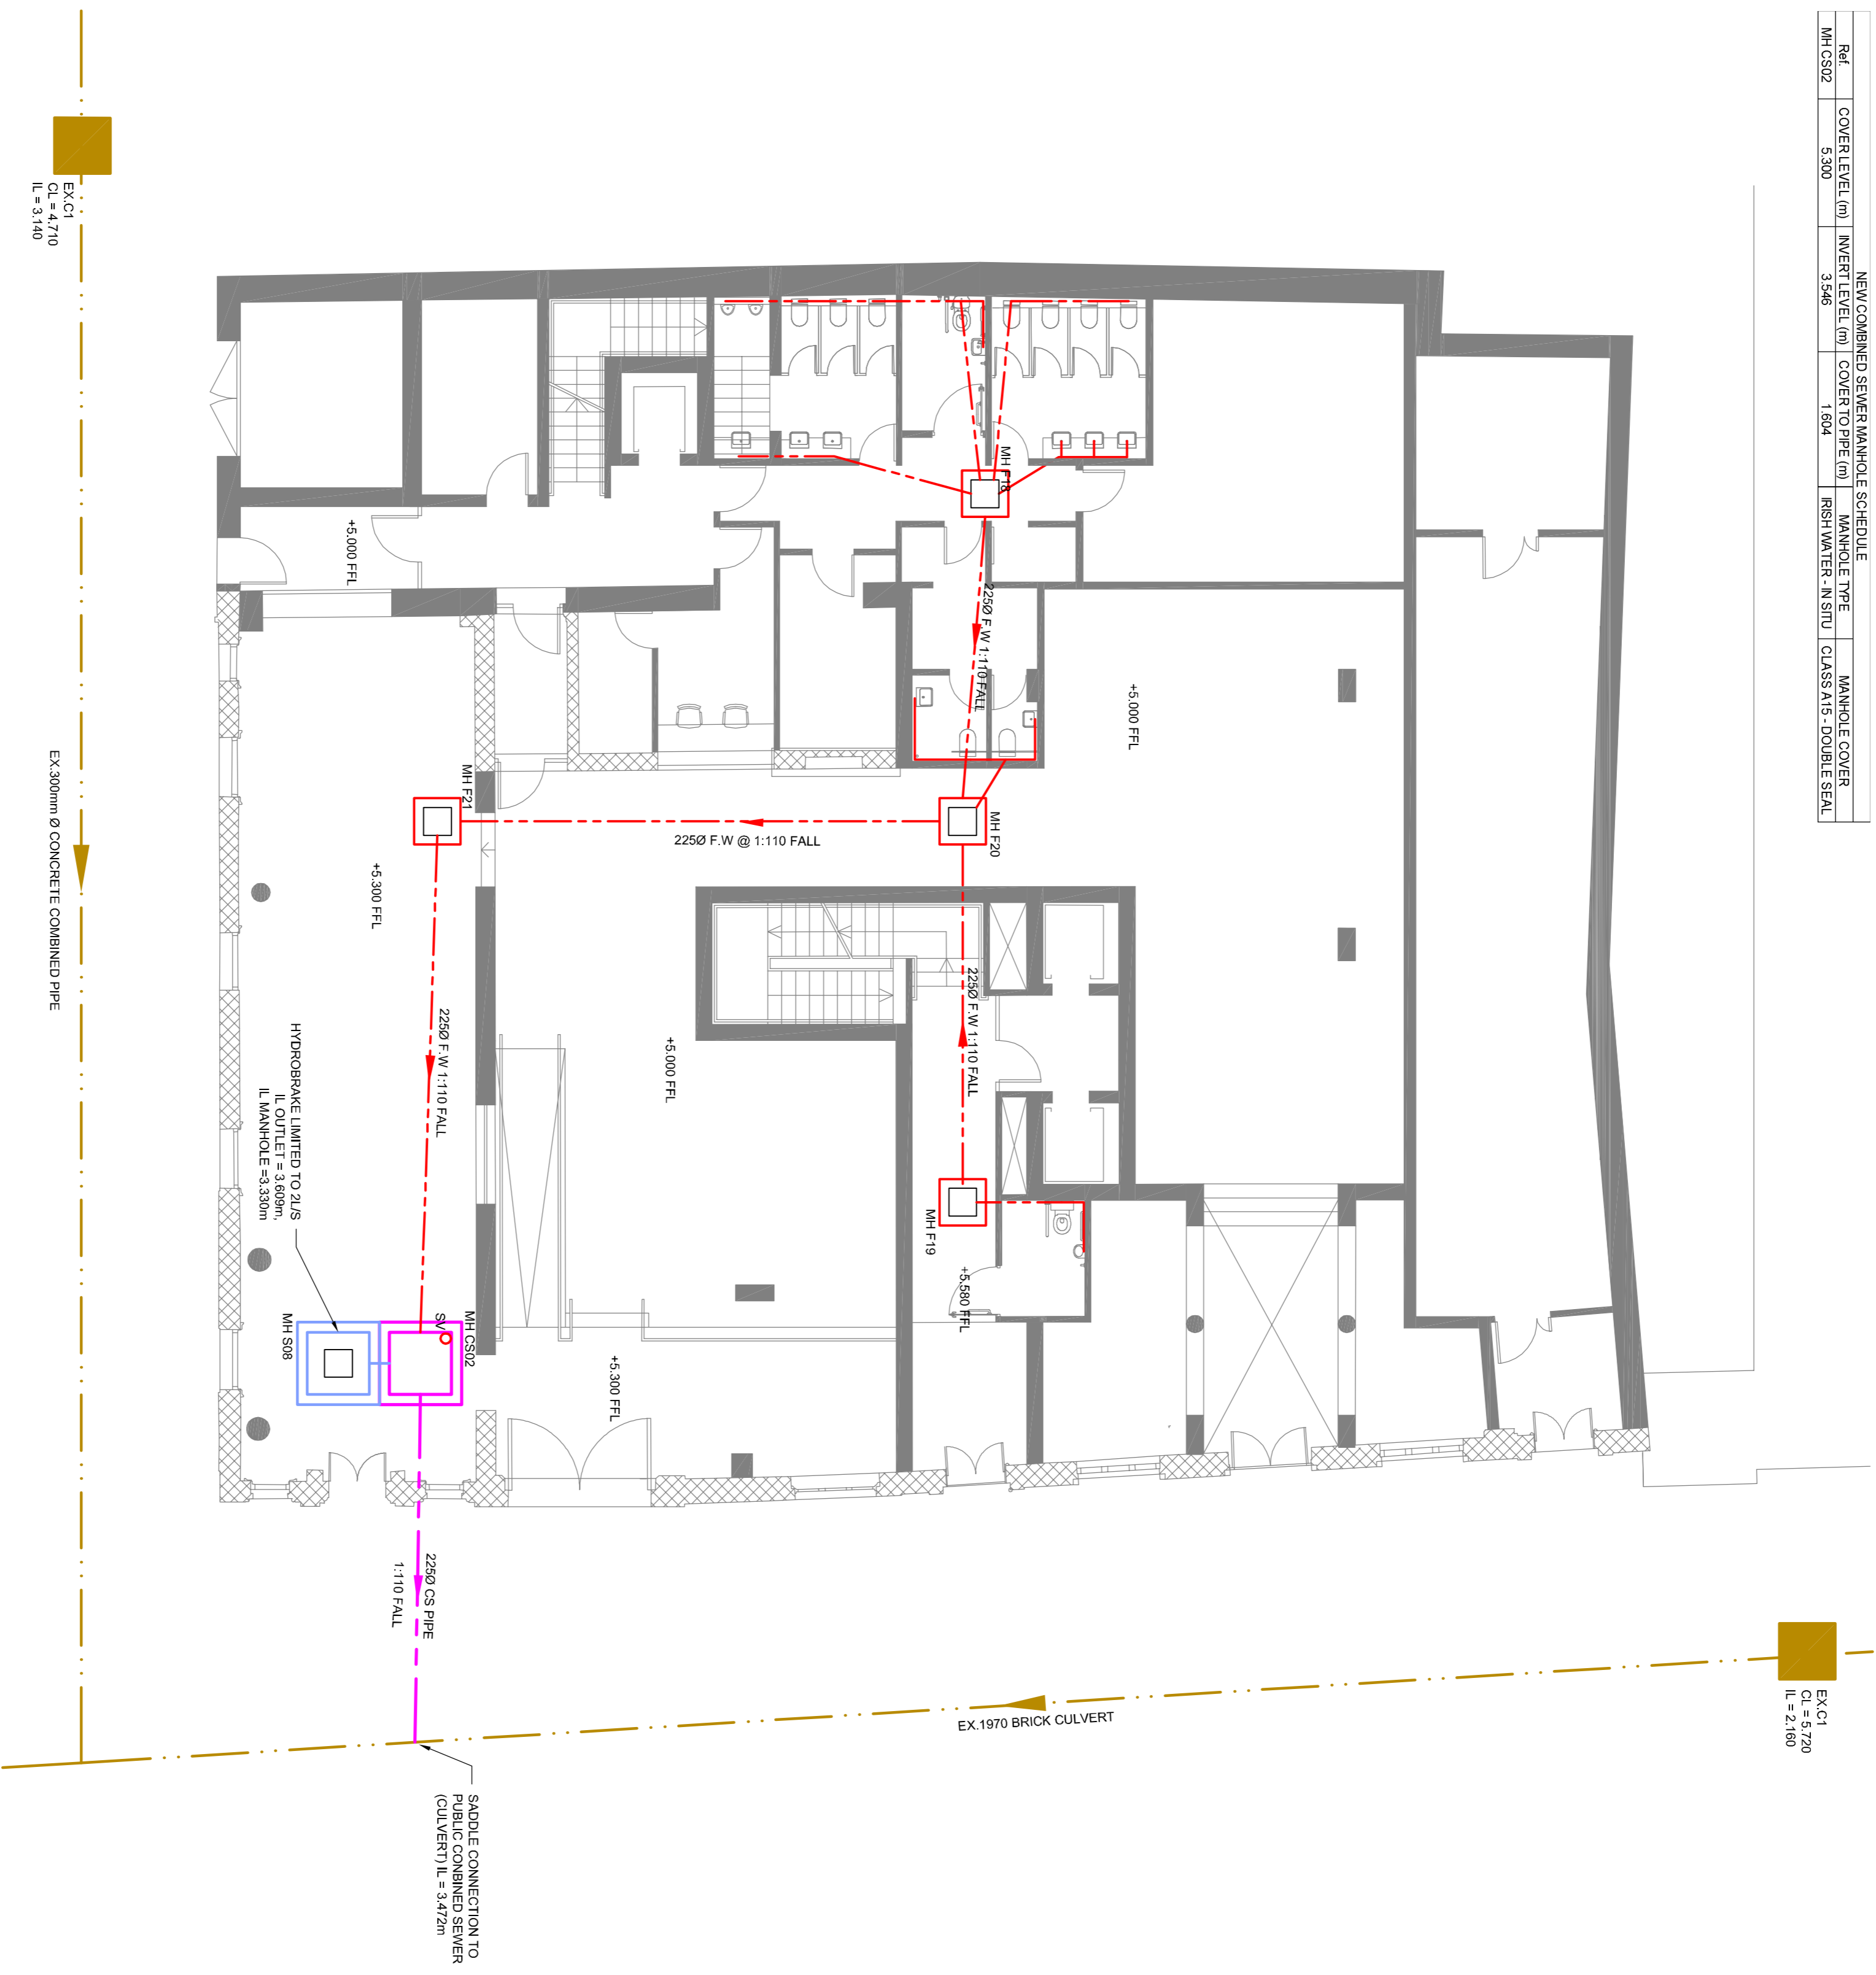 NEW COMBINED SEWER MANHOLE SCHEDULE
Ref. COVER LEVEL (m) INVERT LEVEL (m) COVER TO PIPE (m) MANHOLE TYPE MANHOLE COVER
MH CS02 5.300 3.546 1.604 IRISH WATER - IN SITU CLASS A15 - DOUBLE SEAL
EX.C1
CL = 5.720
IL = 2.160
EX.1970 BRICK CULVERT
+5.000 FFL
MH F18
225Ø F.W 1:110 FALL
MH F20
225Ø F.W 1:110 FALL
MH F19
+5.580 FFL
225Ø F.W @ 1:110 FALL
+5.000 FFL
+5.300 FFL
+5.000 FFL
MH F21
+5.300 FFL
225Ø F.W 1:110 FALL
MH CS02
SV
HYDROBRAKE LIMITED TO 2L/S
IL OUTLET = 3.609m,
IL MANHOLE =3.330m
MH S08
225Ø CS PIPE
1:110 FALL
SADDLE CONNECTION TO
PUBLIC CONBINED SEWER
(CULVERT) IL = 3.472m
EX.C1
CL = 4.710
IL = 3.140
EX.300mm Ø CONCRETE COMBINED PIPE